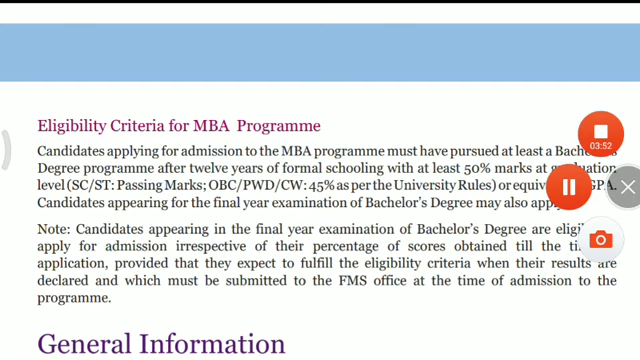 03:52
Eligibility Criteria for MBA Programme
Candidates applying for admission to the MBA programme must have pursued at least a
Degree programme after twelve years of formal schooling with at least 50% marks at
level (SC/ST: Passing Marks; OBC/PWD/CW: 45% as per the University Rules) or
Candidates appearing for the final year examination of Bachelor's Degree may also
Note: Candidates appearing in the final year examination of Bachelor's Degree are
apply for admission irrespective of their percentage of scores obtained till the
application, provided that they expect to fulfill the eligibility criteria when their results are
declared and which must be submitted to the FMS office at the time of admission to the
programme.
General Information